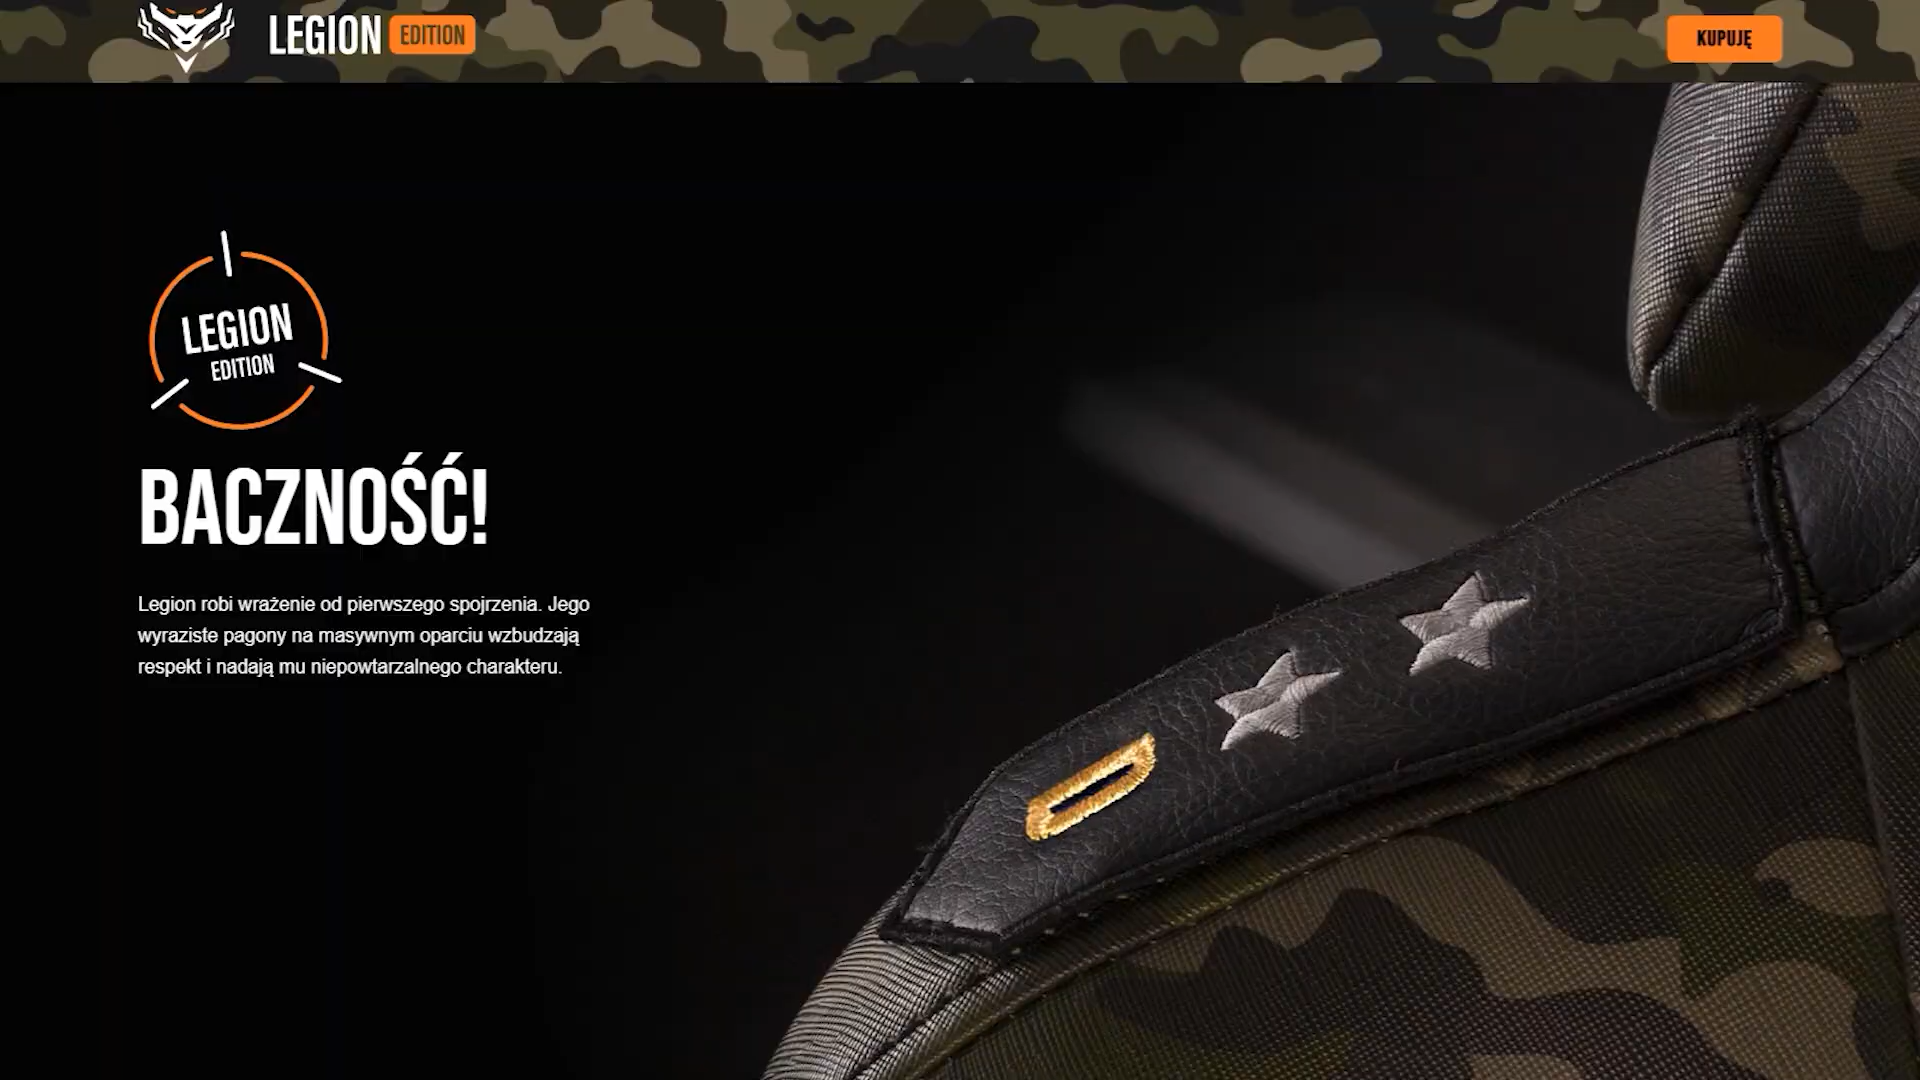 LEGION EDITION
KUPUJĘ
LEGION
EDITION
BACZNOŚĆ!
Legion robi wrażenie od pierwszego spojrzenia. Jego
wyraziste pagony na masywnym oparciu wzbudzają
respekt i nadają mu niepowtarzalnego charakteru.